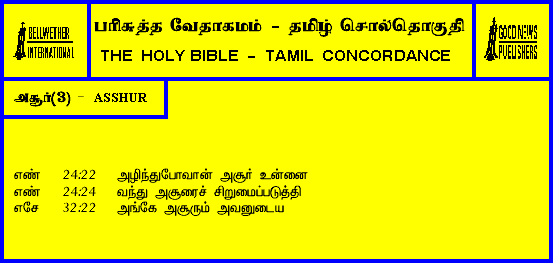 BELLWETHER
INTERNATIONAL
பரிசுத்த வேதாகமம் - தமிழ் சொல்தொகுதி
THE HOLY BIBLE - TAMIL CONCORDANCE
GOOD NEWS
PUBLISHERS
அசூர்(3) - ASSHUR
எண் 24:22 அழிந்துபோவான் அசூர் உன்னை
எண் 24:24 வந்து அசூரைச் சிறுமைப்படுத்தி
எசே 32:22 அங்கே அசூரும் அவனுடைய